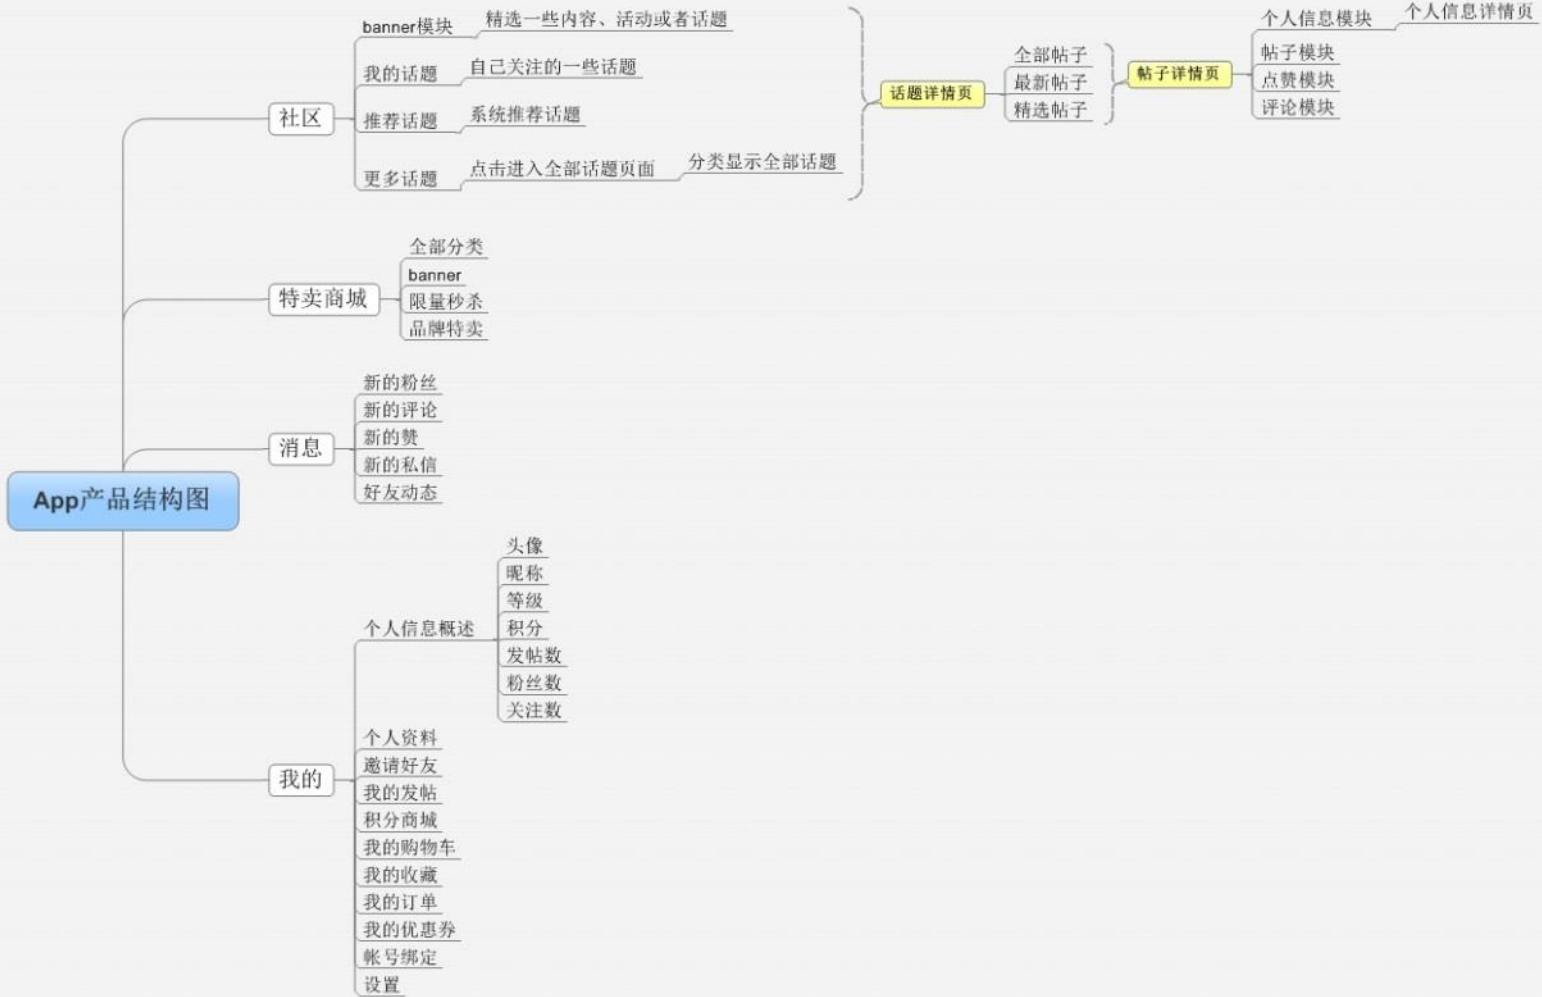 banner模块
精选一些内容、活动或者话题
我的话题
自己关注的一些话题
社区
推荐话题
系统推荐话题
更多话题
点击进入全部话题页面
分类显示全部话题
话题详情页
全部帖子
最新帖子
精选帖子
帖子详情页
个人信息模块
个人信息详情页
帖子模块
点赞模块
评论模块
特卖商城
全部分类
banner
限量秒杀
品牌特卖
消息
新的粉丝
新的评论
新的赞
新的私信
好友动态
App产品结构图
我的
个人信息概述
头像
昵称
等级
积分
发帖数
粉丝数
关注数
个人资料
邀请好友
我的发帖
积分商城
我的购物车
我的收藏
我的订单
我的优惠券
帐号绑定
设置